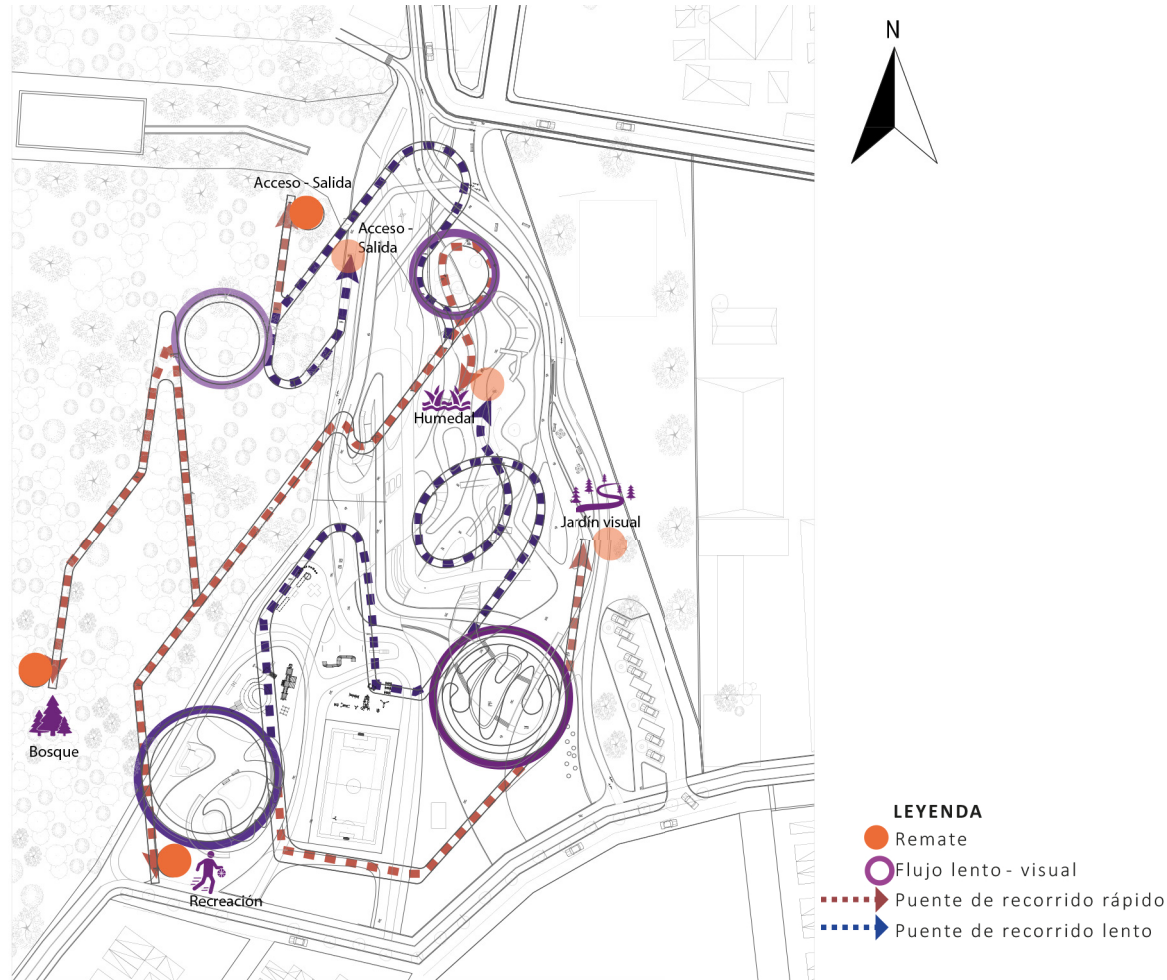 N
Acceso - Salida
Acceso -
Salida
Humedal
Jardín visual
Bosque
Recreación
LEYENDA
Remate
Flujo lento - visual
Puente de recorrido rápido
Puente de recorrido lento